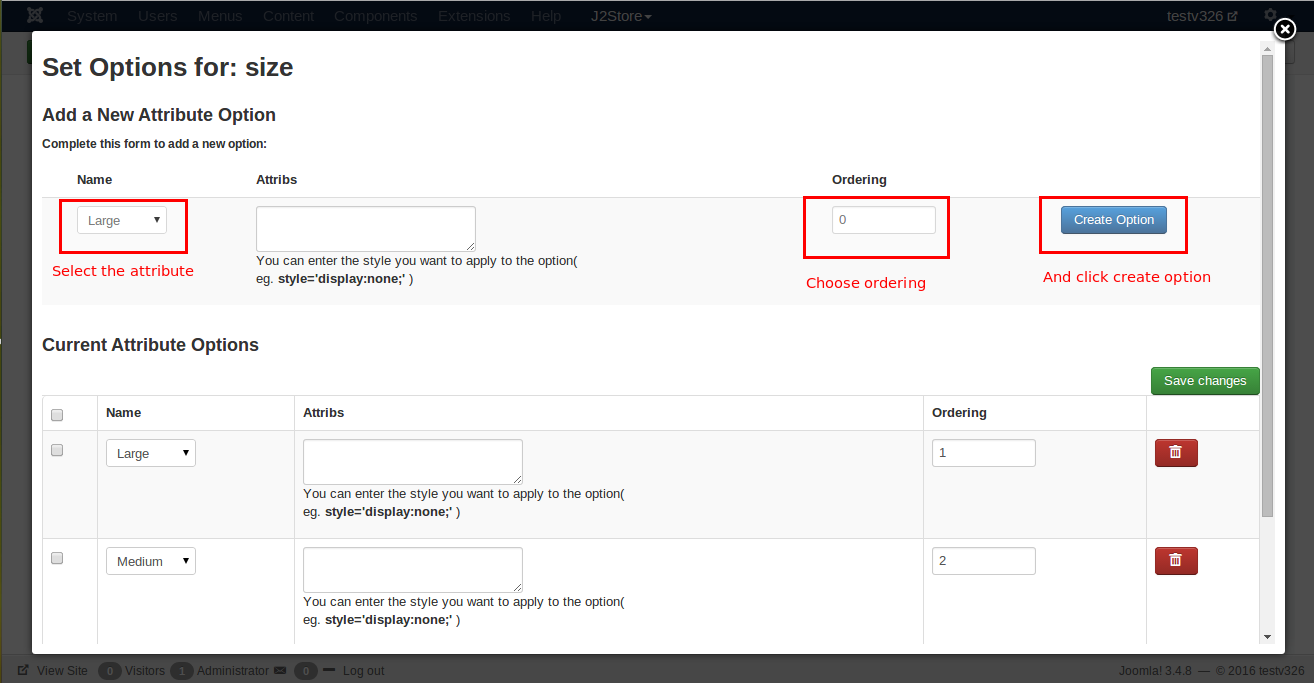 System Users Menus Content Components Extensions Help J2Store testv326
Set Options for: size
Add a New Attribute Option
Complete this form to add a new option:
Name Attribs Ordering
Large 0 Create Option
You can enter the style you want to apply to the option(
eg. style='display:none;' )
Select the attribute
Choose ordering
And click create option
Current Attribute Options
Save changes
Name Attribs Ordering
Large 1
You can enter the style you want to apply to the option(
eg. style='display:none;' )
Medium 2
You can enter the style you want to apply to the option(
eg. style='display:none;' )
View Site 0 Visitors 1 Administrator 0 Log out Joomla! 3.4.8 — © 2016 testv326